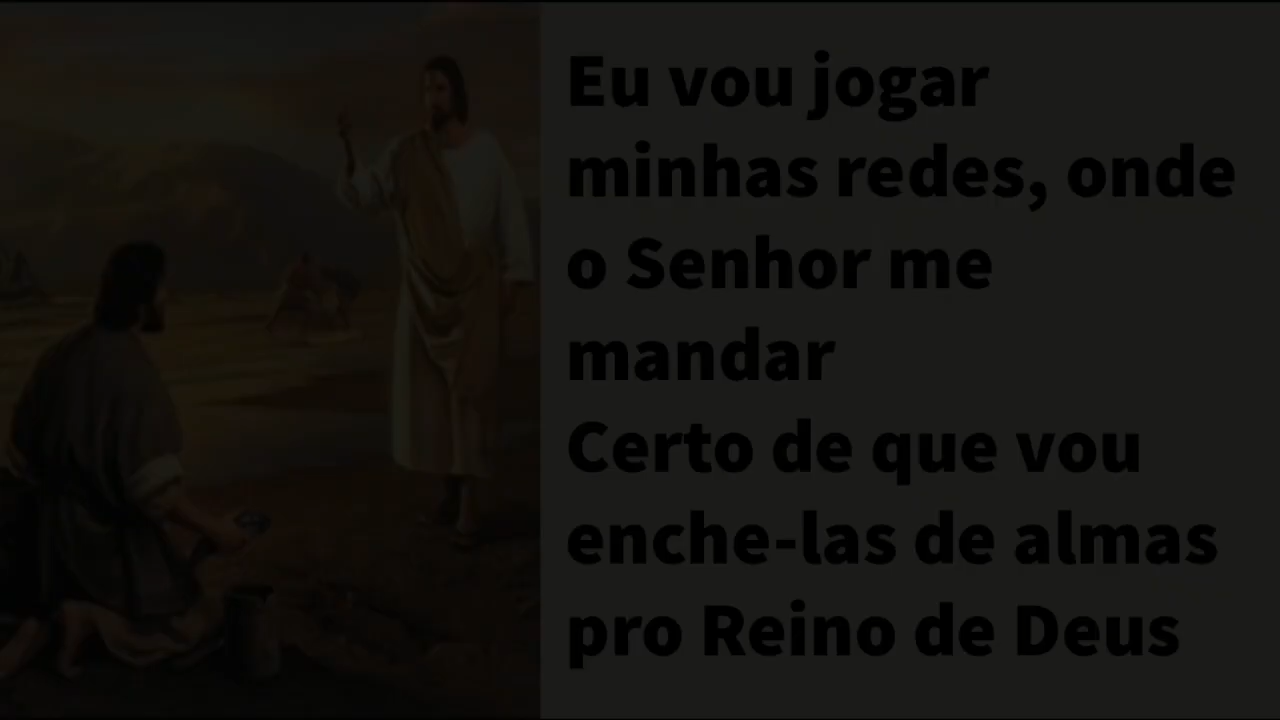 Eu vou jogar
minhas redes, onde
o Senhor me
mandar
Certo de que vou
enche-las de almas
pro Reino de Deus